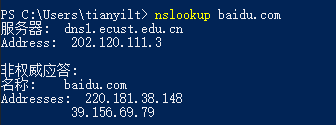 PS C:\Users\tianyilt> nslookup baidu.com
服务器:  dns1.ecust.edu.cn
Address:  202.120.111.3

非权威应答:
名称:    baidu.com
Addresses:  220.181.38.148
          39.156.69.79